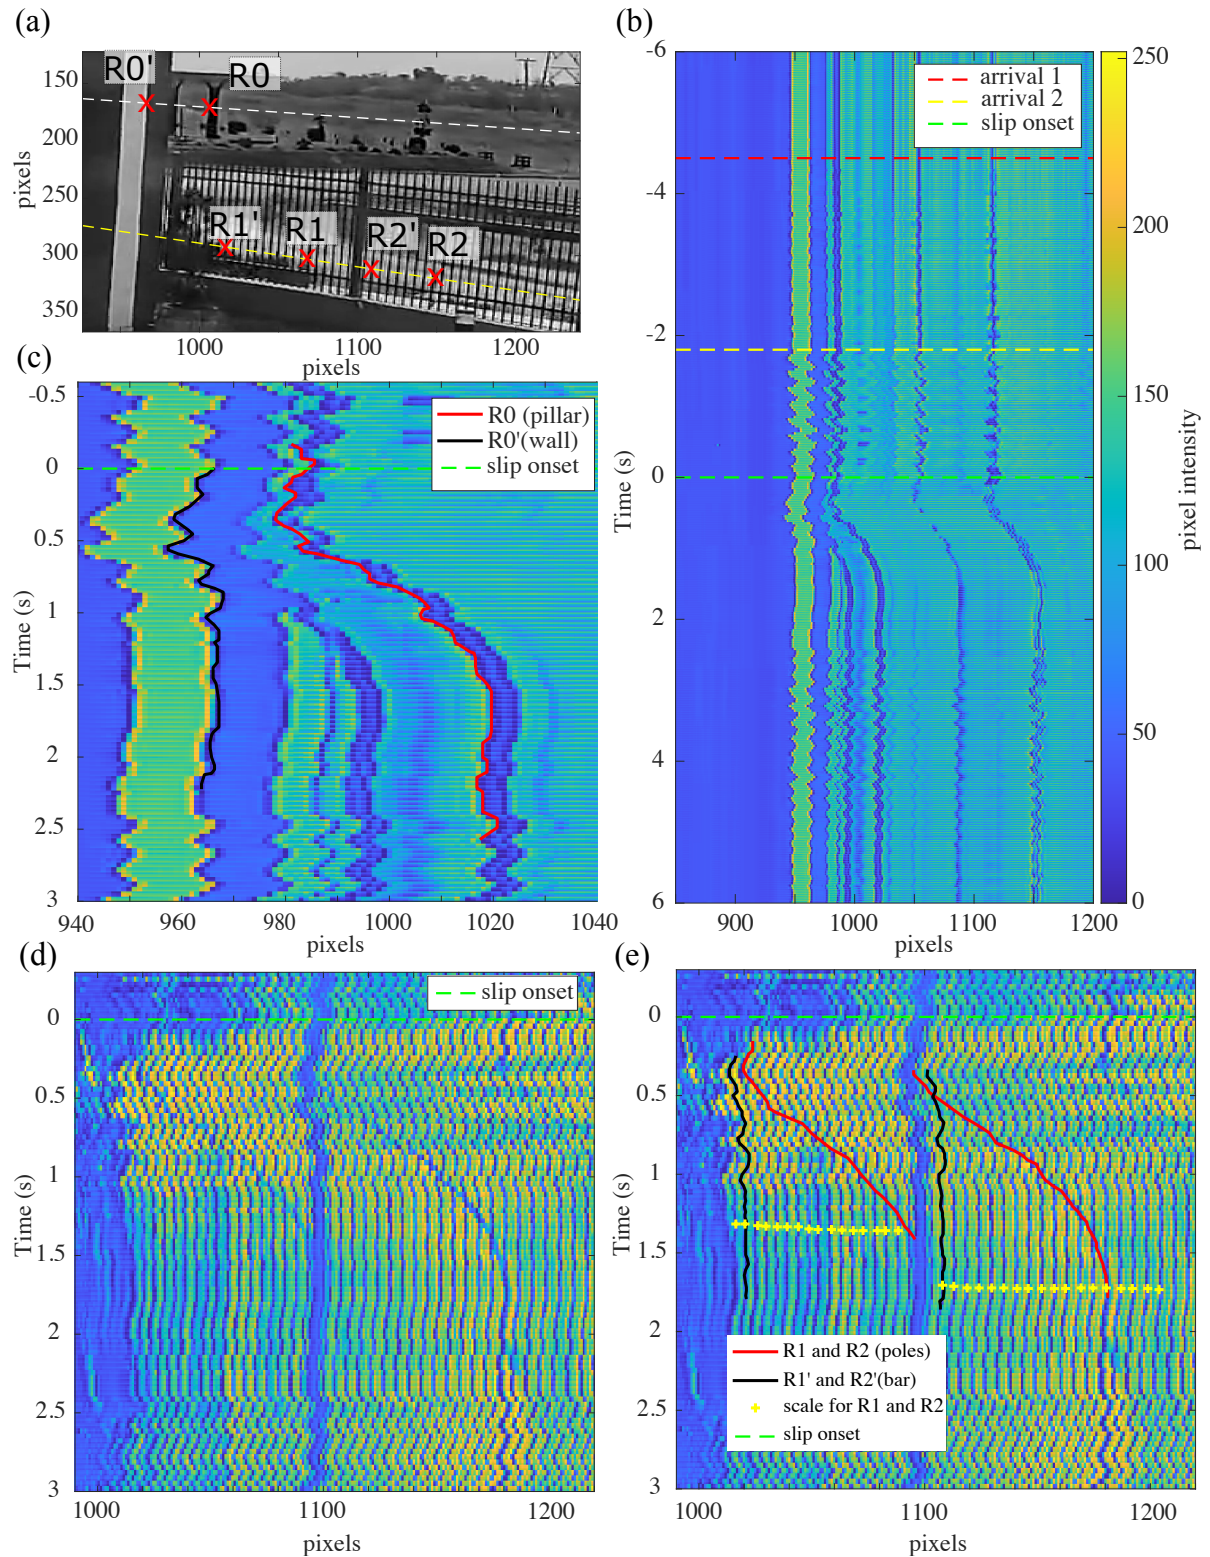 (a)
R0'
R0
R1'
R1
R2'
R2
150
200
250
300
350
pixels
1000
1100
1200
pixels
(b)
-6
-4
-2
0
2
4
6
Time (s)
arrival 1
arrival 2
slip onset
900
1000
1100
1200
pixels
250
200
150
100
50
0
pixel intensity
(c)
-0.5
0
0.5
1
1.5
2
2.5
3
Time (s)
R0 (pillar)
R0'(wall)
slip onset
940
960
980
1000
1020
1040
pixels
(d)
slip onset
0
0.5
1
1.5
2
2.5
3
Time (s)
1000
1100
1200
pixels
(e)
0
0.5
1
1.5
2
2.5
3
Time (s)
R1 and R2 (poles)
R1' and R2'(bar)
scale for R1 and R2
slip onset
1000
1100
1200
pixels